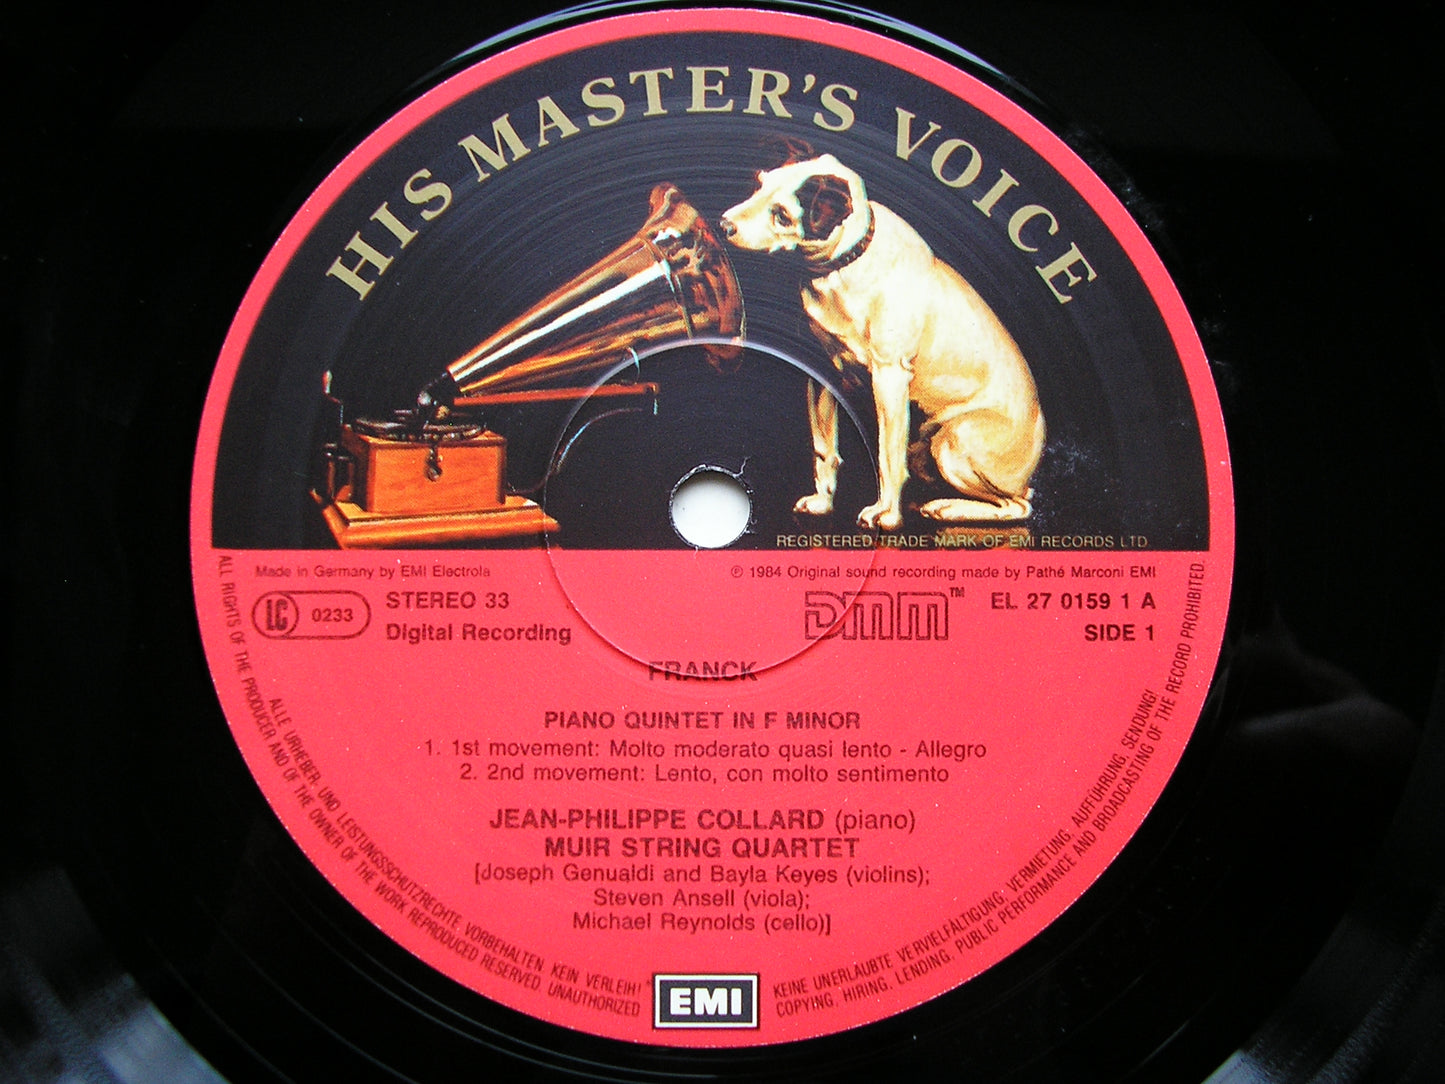 HIS MASTER'S VOICE
REGISTERED TRADE MARK OF EMI RECORDS LTD
Made in Germany by EMI Electrola
℗ 1984 Original sound recording made by Pathé Marconi EMI
LC 0233
STEREO 33
Digital Recording
DMM™
EL 27 0159 1 A
SIDE 1
FRANCK
PIANO QUINTET IN F MINOR
1. 1st movement: Molto moderato quasi lento - Allegro
2. 2nd movement: Lento, con molto sentimento
JEAN-PHILIPPE COLLARD (piano)
MUIR STRING QUARTET
[Joseph Genualdi and Bayla Keyes (violins);
Steven Ansell (viola);
Michael Reynolds (cello)]
ALLE URHEBER- UND LEISTUNGSSCHUTZRECHTE VORBEHALTEN. KEIN VERLEIH!
KEINE UNERLAUBTE VERVIELFÄLTIGUNG, VERMIETUNG, AUFFÜHRUNG, SENDUNG!
ALL RIGHTS OF THE PRODUCER AND OF THE OWNER OF THE WORK REPRODUCED RESERVED. UNAUTHORIZED
COPYING, HIRING, LENDING, PUBLIC PERFORMANCE AND BROADCASTING OF THE RECORD PROHIBITED.
EMI